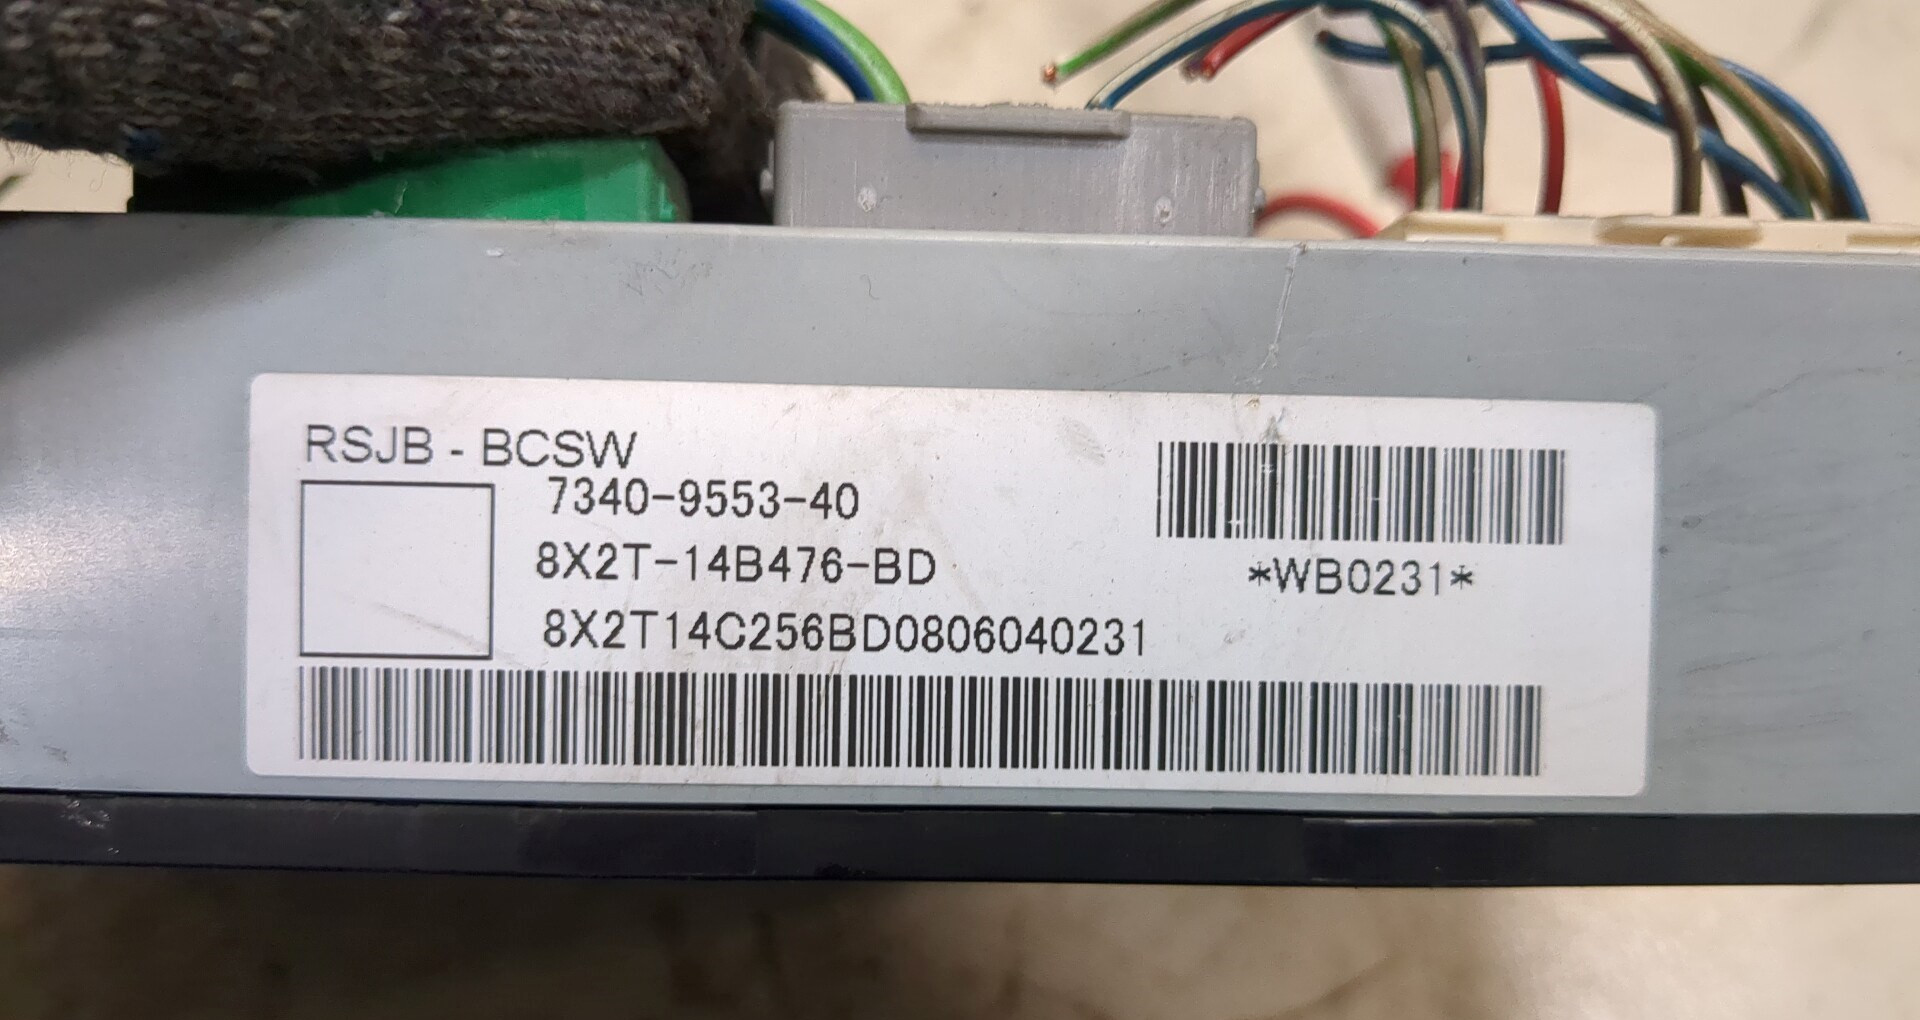 RSJB - BCSW
7340-9553-40
8X2T-14B476-BD
8X2T14C256BD0806040231
*WB0231*